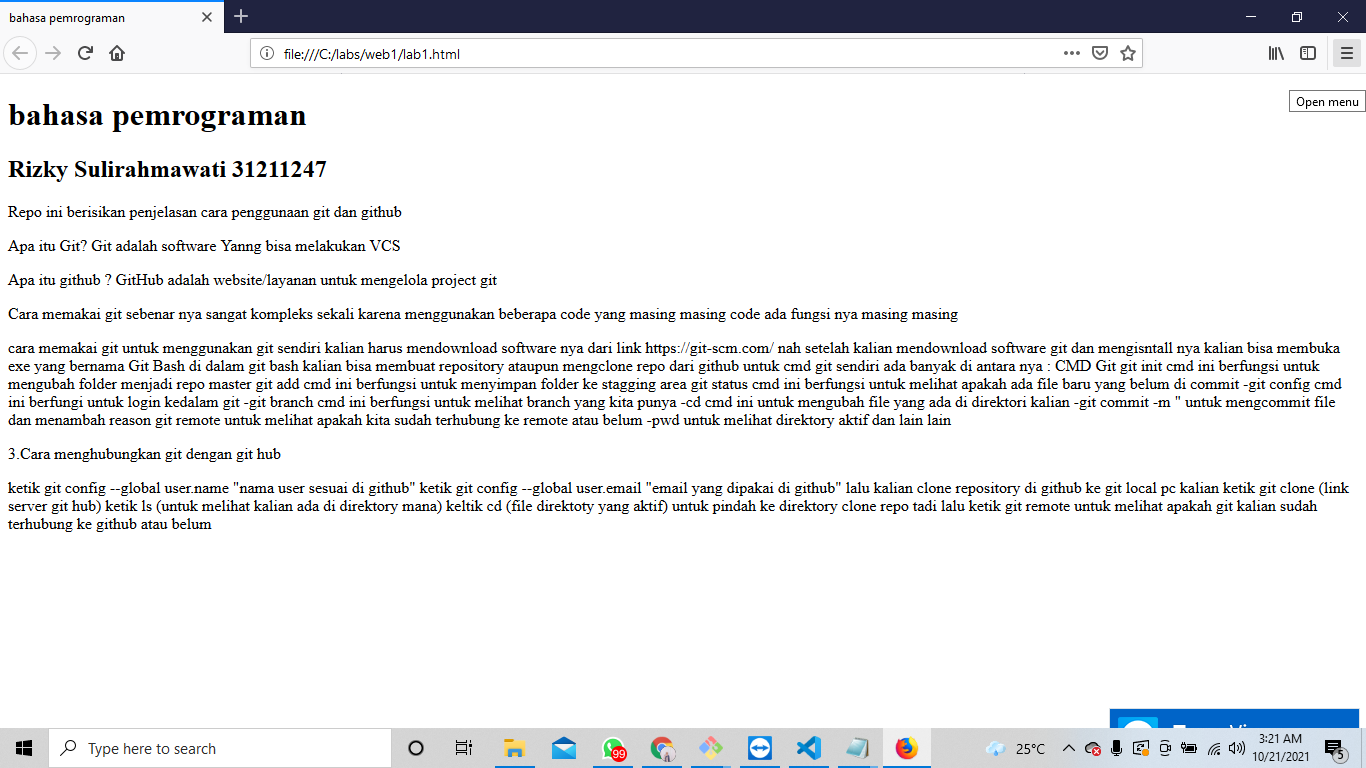 bahasa pemrograman
file:///C:/labs/web1/lab1.html
Open menu
bahasa pemrograman
Rizky Sulirahmawati 31211247
Repo ini berisikan penjelasan cara penggunaan git dan github
Apa itu Git? Git adalah software Yanng bisa melakukan VCS
Apa itu github ? GitHub adalah website/layanan untuk mengelola project git
Cara memakai git sebenar nya sangat kompleks sekali karena menggunakan beberapa code yang masing masing code ada fungsi nya masing masing
cara memakai git untuk menggunakan git sendiri kalian harus mendownload software nya dari link https://git-scm.com/ nah setelah kalian mendownload software git dan mengisntall nya kalian bisa membuka
exe yang bernama Git Bash di dalam git bash kalian bisa membuat repository ataupun mengclone repo dari github untuk cmd git sendiri ada banyak di antara nya : CMD Git git init cmd ini berfungsi untuk
mengubah folder menjadi repo master git add cmd ini berfungsi untuk menyimpan folder ke stagging area git status cmd ini berfungsi untuk melihat apakah ada file baru yang belum di commit -git config cmd
ini berfungi untuk login kedalam git -git branch cmd ini berfungsi untuk melihat branch yang kita punya -cd cmd ini untuk mengubah file yang ada di direktori kalian -git commit -m " untuk mengcommit file
dan menambah reason git remote untuk melihat apakah kita sudah terhubung ke remote atau belum -pwd untuk melihat direktory aktif dan lain lain
3.Cara menghubungkan git dengan git hub
ketik git config --global user.name "nama user sesuai di github" ketik git config --global user.email "email yang dipakai di github" lalu kalian clone repository di github ke git local pc kalian ketik git clone (link
server git hub) ketik ls (untuk melihat kalian ada di direktory mana) keltik cd (file direktoty yang aktif) untuk pindah ke direktory clone repo tadi lalu ketik git remote untuk melihat apakah git kalian sudah
terhubung ke github atau belum
Type here to search
99
25°C
3:21 AM
10/21/2021
5